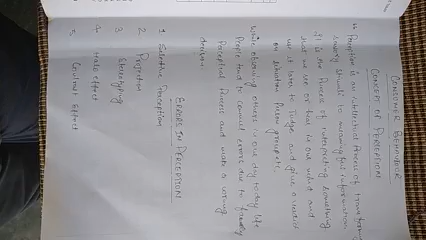 CONSUMER BEHAVIOUR
CONCEPT OF PERCEPTION
Perception is an intellectual Process of transforming
sensory stimuli to meaningful information
It is the Process of interpreting something
that we see or hear in our mind and
use it later to judge and give a verdict
on situation Person group etc
While observing others in our day today life
People tend to commit errors due to faulty
Perceptual Process and make a wrong
decision
ERRORS IN PERCEPTION
1 Selective Perception
2 Projection
3 Stereotyping
4 Halo effect
5 Contrast Effect